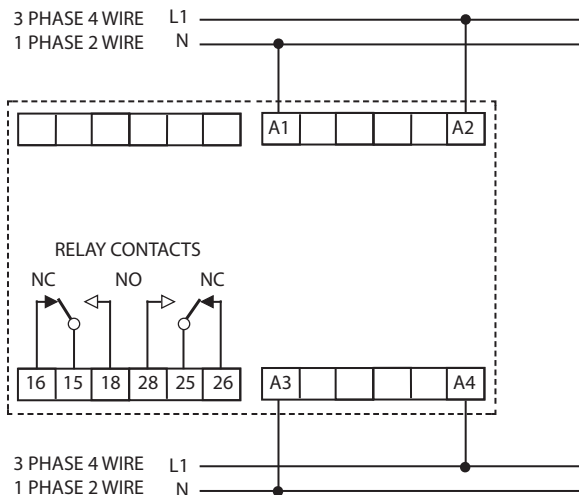 3 PHASE 4 WIRE L1
1 PHASE 2 WIRE N
A1 A2
RELAY CONTACTS
NC NO NC
16 15 18 28 25 26 A3 A4
3 PHASE 4 WIRE L1
1 PHASE 2 WIRE N